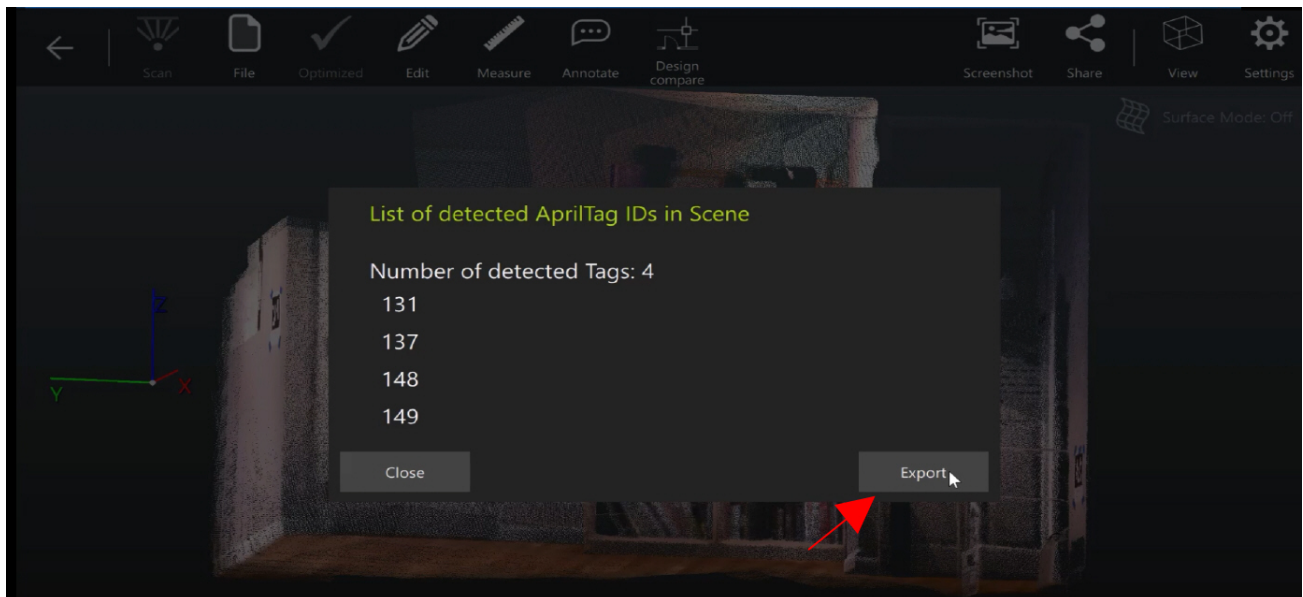 Scan
File
Optimized
Edit
Measure
Annotate
Design
compare
Screenshot
Share
View
Settings
Surface Mode: Off
List of detected AprilTag IDs in Scene
Number of detected Tags: 4
131
137
148
149
Z
Y
X
Close
Export